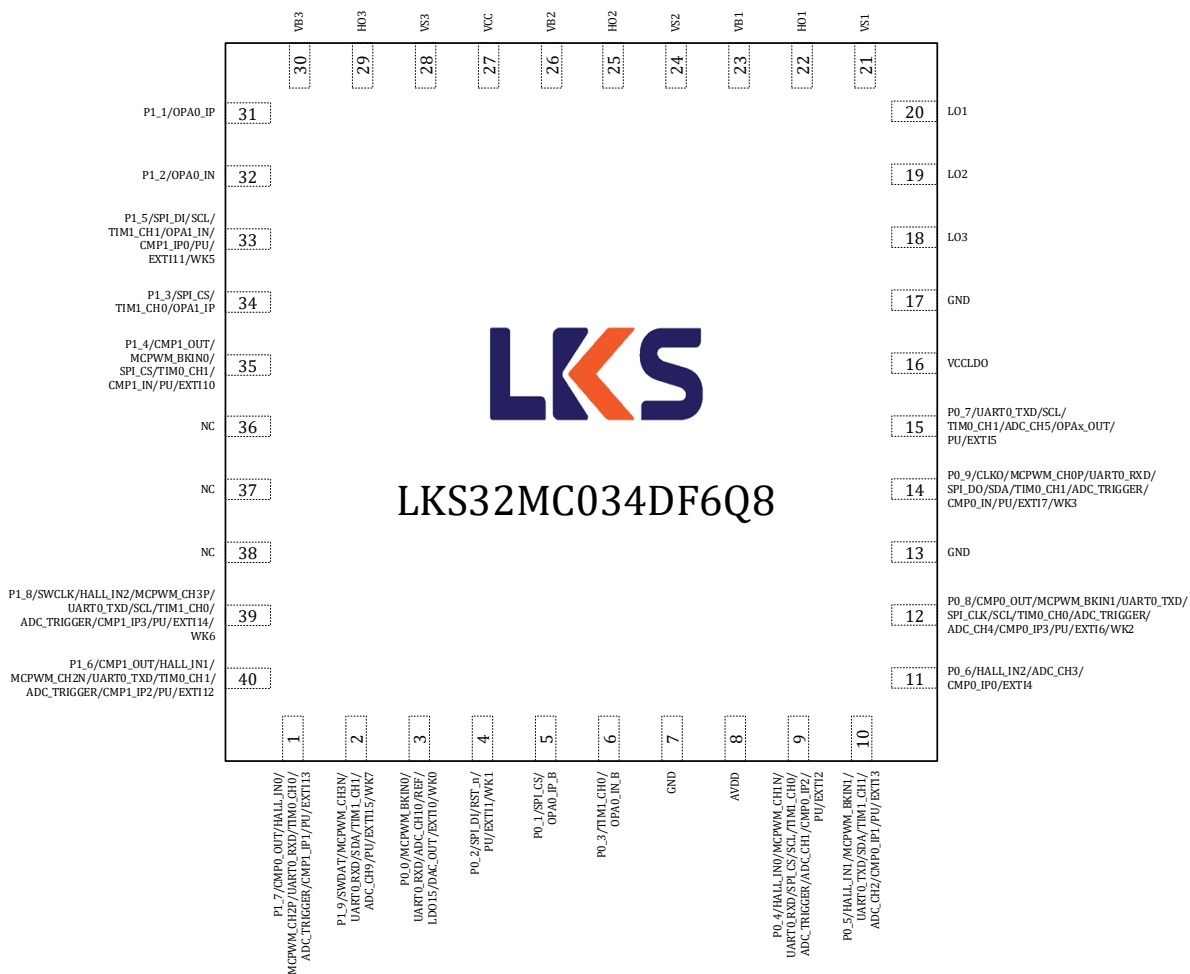 VB3
HO3
VS3
VCC
VB2
HO2
VS2
VB1
HO1
VS1
30
29
28
27
26
25
24
23
22
21
P1_1/OPA0_IP
31
P1_2/OPA0_IN
32
P1_5/SPI_DI/SCL/
TIM1_CH1/OPA1_IN/
CMP1_IP0/PU/
EXTI11/WK5
33
P1_3/SPI_CS/
TIM1_CH0/OPA1_IP
34
P1_4/CMP1_OUT/
MCPWM_BKIN0/
SPI_CS/TIM0_CH1/
CMP1_IN/PU/EXTI10
35
NC
36
NC
37
NC
38
P1_8/SWCLK/HALL_IN2/MCPWM_CH3P/
UART0_TXD/SCL/TIM1_CH0/
ADC_TRIGGER/CMP1_IP3/PU/EXTI14/
WK6
39
P1_6/CMP1_OUT/HALL_IN1/
MCPWM_CH2N/UART0_TXD/TIM0_CH1/
ADC_TRIGGER/CMP1_IP2/PU/EXTI12
40
LKS
LKS32MC034DF6Q8
20
LO1
19
LO2
18
LO3
17
GND
16
VCCLDO
15
P0_7/UART0_TXD/SCL/
TIM0_CH1/ADC_CH5/OPAx_OUT/
PU/EXTI5
14
P0_9/CLKO/MCPWM_CH0P/UART0_RXD/
SPI_DO/SDA/TIM0_CH1/ADC_TRIGGER/
CMP0_IN/PU/EXTI7/WK3
13
GND
12
P0_8/CMP0_OUT/MCPWM_BKIN1/UART0_TXD/
SPI_CLK/SCL/TIM0_CH0/ADC_TRIGGER/
ADC_CH4/CMP0_IP3/PU/EXTI6/WK2
11
P0_6/HALL_IN2/ADC_CH3/
CMP0_IP0/EXTI4
1
2
3
4
5
6
7
8
9
10
P1_7/CMP0_OUT/HALL_IN0/
MCPWM_CH2P/UART0_RXD/TIM0_CH0/
ADC_TRIGGER/CMP1_IP1/PU/EXTI13
P1_9/SWDAT/MCPWM_CH3N/
UART0_RXD/SDA/TIM1_CH1/
ADC_CH9/PU/EXTI15/WK7
P0_0/MCPWM_BKIN0/
UART0_RXD/ADC_CH10/REF/
LDO15/DAC_OUT/EXTI0/WK0
P0_2/SPI_DI/RST_n/
PU/EXTI1/WK1
P0_1/SPI_CS/
OPA0_IP_B
P0_3/TIM1_CH0/
OPA0_IN_B
GND
AVDD
P0_4/HALL_IN0/MCPWM_CH1N/
UART0_RXD/SPI_CS/SCL/TIM1_CH0/
ADC_TRIGGER/ADC_CH1/CMP0_IP2/
PU/EXTI2
P0_5/HALL_IN1/MCPWM_BKIN1/
UART0_TXD/SDA/TIM1_CH1/
ADC_CH2/CMP0_IP1/PU/EXTI3